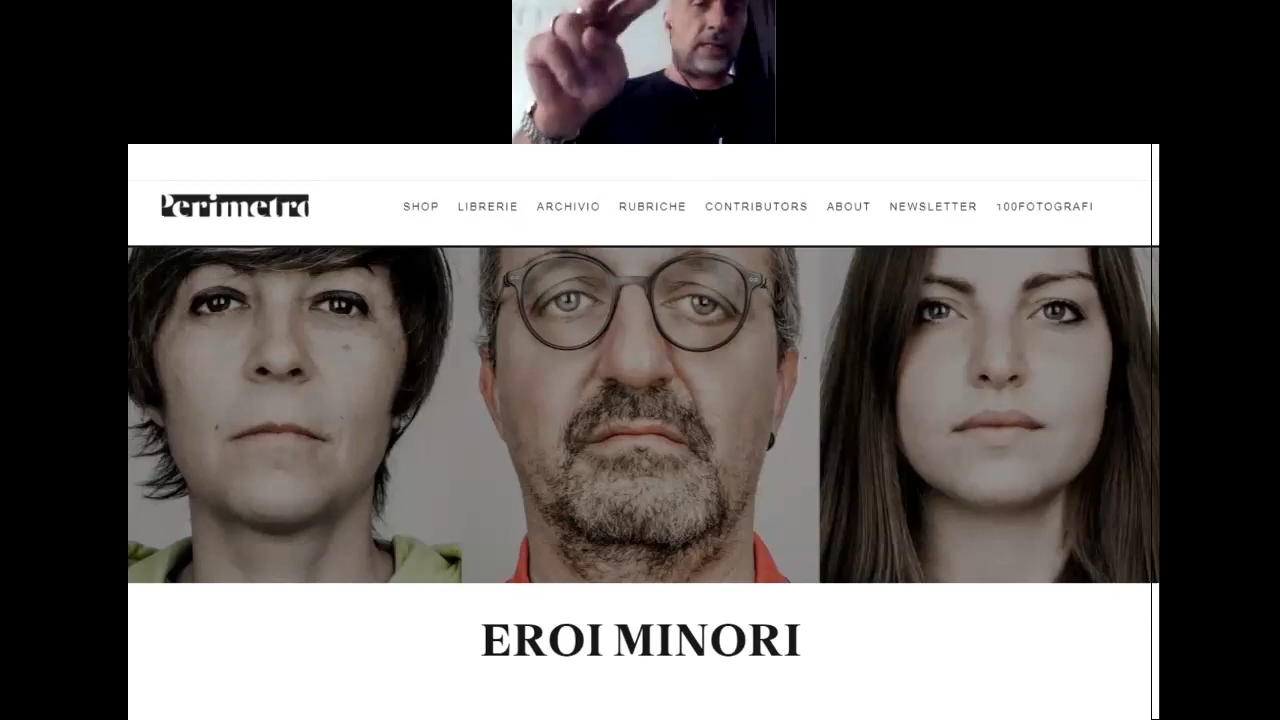 Perimetro
SHOP LIBRERIE ARCHIVIO RUBRICHE CONTRIBUTORS ABOUT NEWSLETTER 100FOTOGRAFI
EROI MINORI